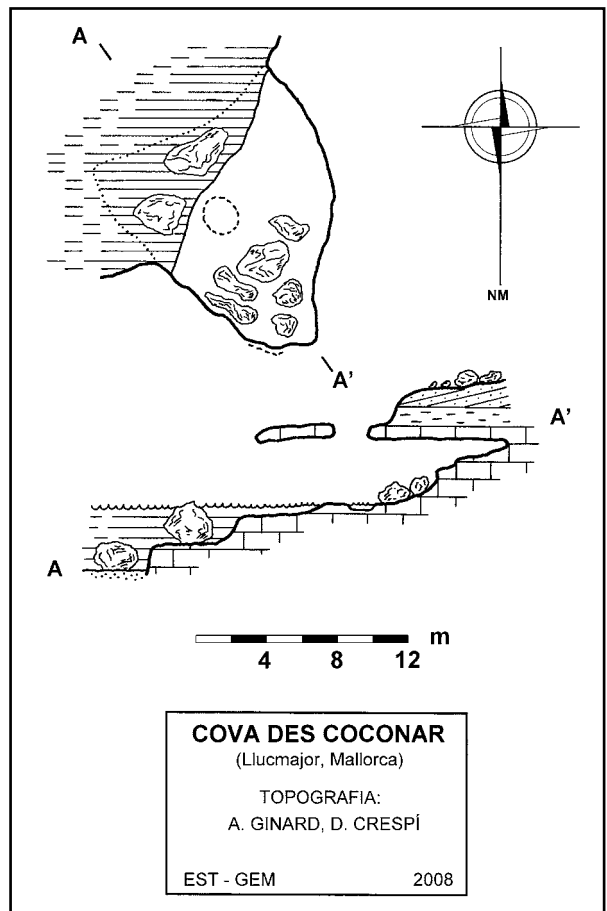 A
NM
A'
A'
A
m
4 8 12
COVA DES COCONAR
(Llucmajor, Mallorca)
TOPOGRAFIA:
A. GINARD, D. CRESPÍ
EST - GEM 2008